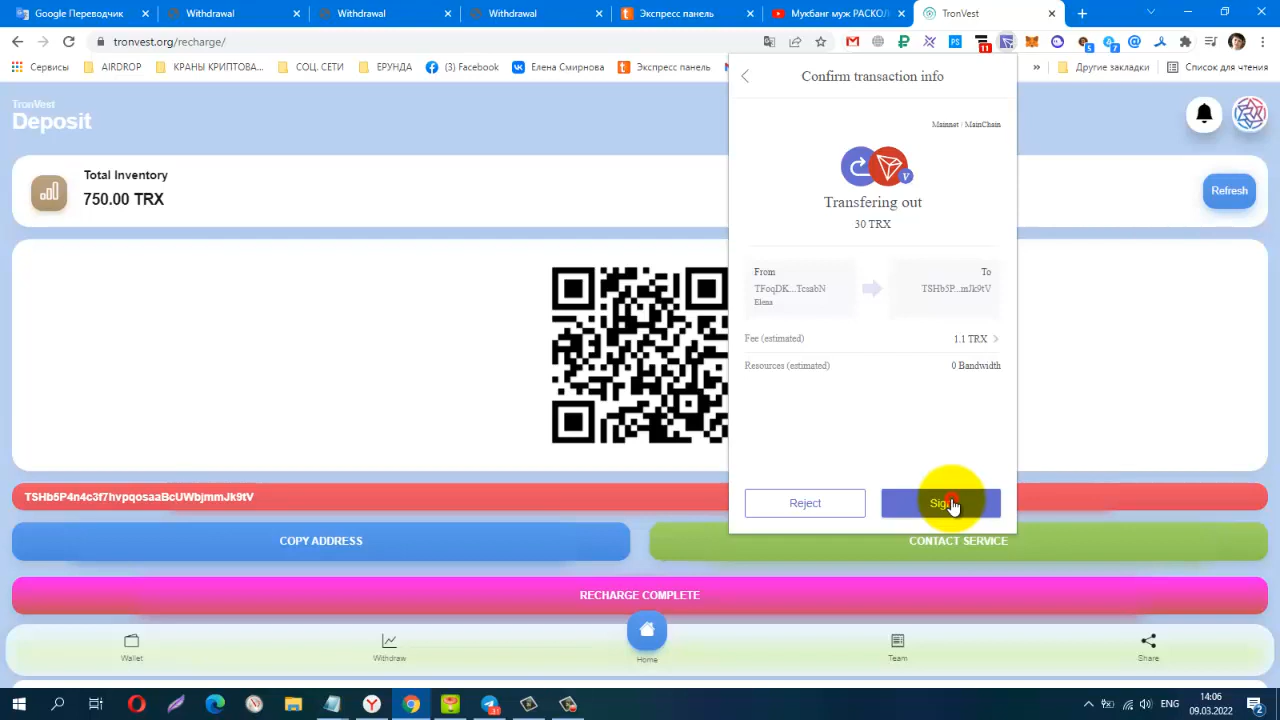 Google Переводчик
Withdrawal
Withdrawal
Withdrawal
Экспресс панель
Мукбанг муж РАСКОЛ
TronVest
tronvest.org/recharge/
11
5
7
Сервисы
AIRDROP
КРАНЫ КРИПТОВА...
СОЦ. СЕТИ
ЕРУНДА
(3) Facebook
Елена Смирнова
Экспресс панель
Другие закладки
Список для чтения
TronVest
Deposit
Total Inventory
750.00 TRX
Refresh
Confirm transaction info
Mainnet / MainChain
Transfering out
30 TRX
From
To
TFoqDK...TcsabN
TSHb5P...mJk9tV
Elena
Fee (estimated)
1.1 TRX
Resources (estimated)
0 Bandwidth
Reject
TSHb5P4n4c3f7hvpqosaaBcUWbjmmJk9tV
COPY ADDRESS
CONTACT SERVICE
RECHARGE COMPLETE
Wallet
Withdraw
Home
Team
Share
ENG
14:06
09.03.2022
2